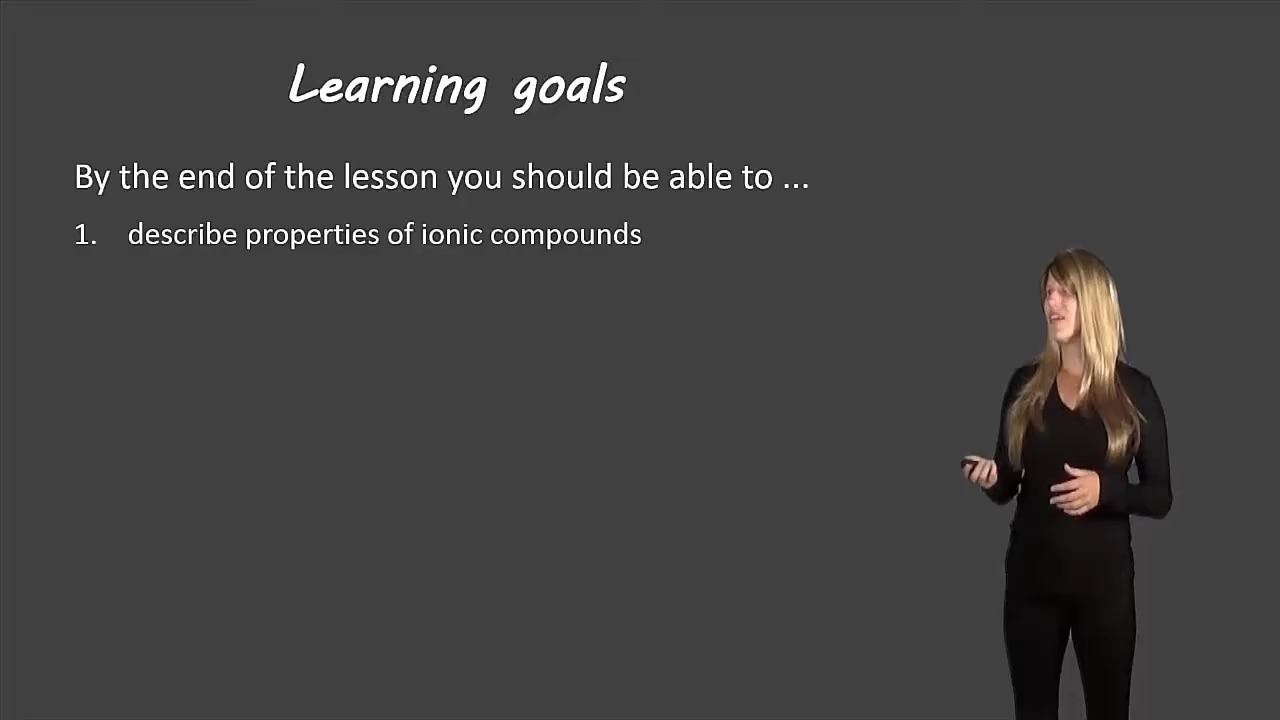 Learning goals
By the end of the lesson you should be able to ...
1. describe properties of ionic compounds